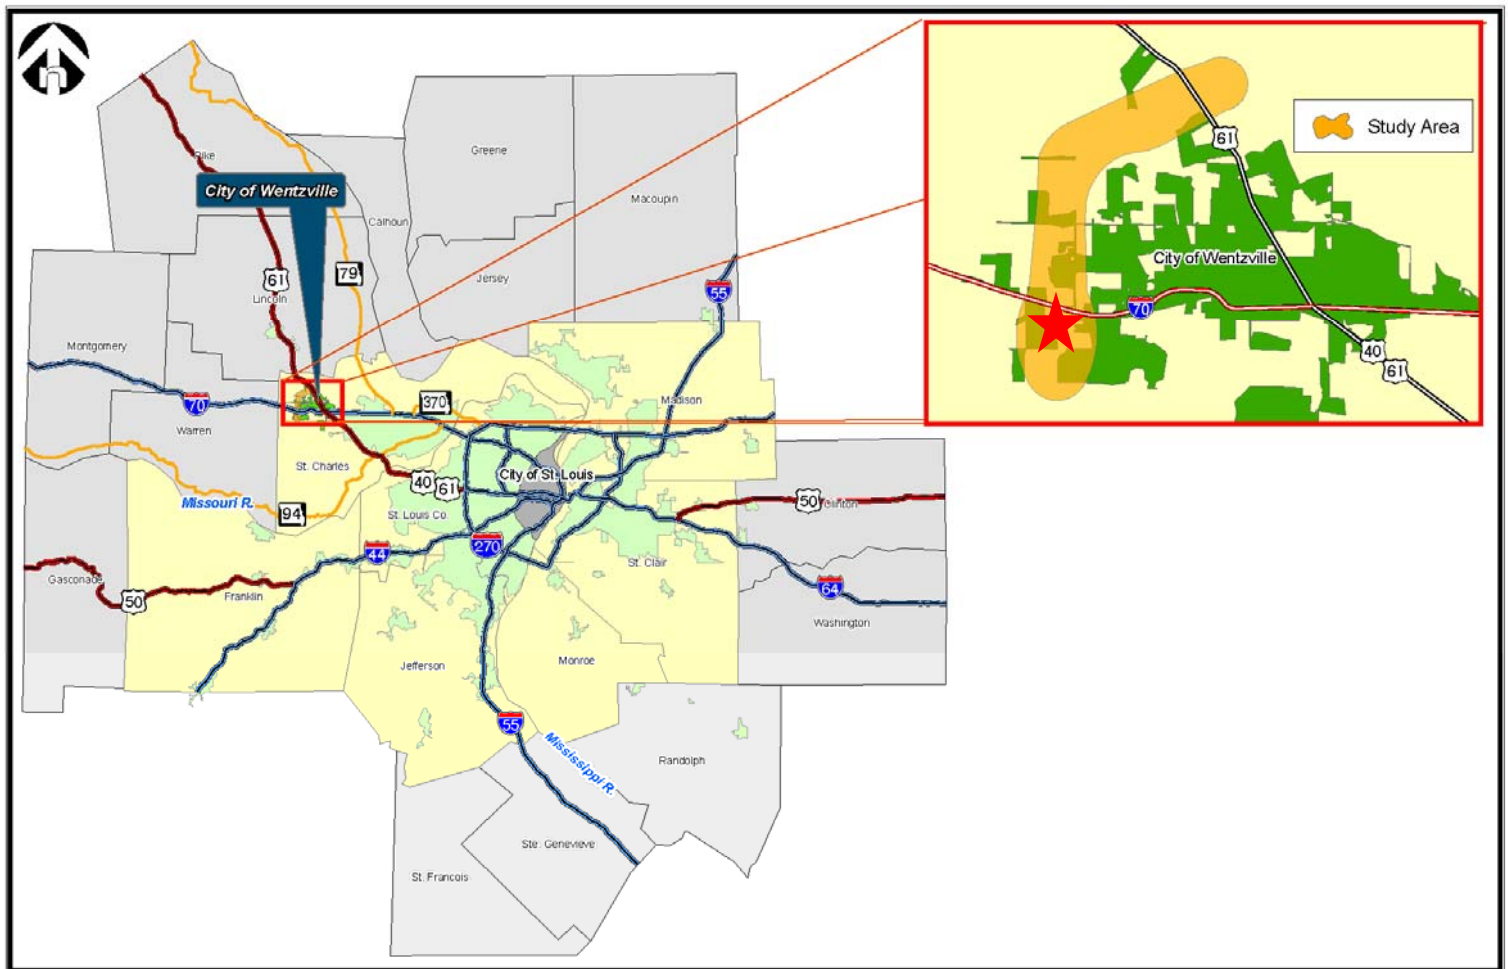 n
Pike
City of Wentzville
Greene
Macoupin
Calhoun
61
79
Lincoln
Jersey
55
Montgomery
70
Warren
370
Madison
St. Charles
City of St. Louis
40
61
Missouri R.
94
St. Louis Co.
50
Clinton
44
270
St. Clair
Gasconade
50
Franklin
64
Washington
Jefferson
Monroe
55
Mississippi R.
Randolph
Ste. Genevieve
St. Francois
Study Area
61
City of Wentzville
70
40
61